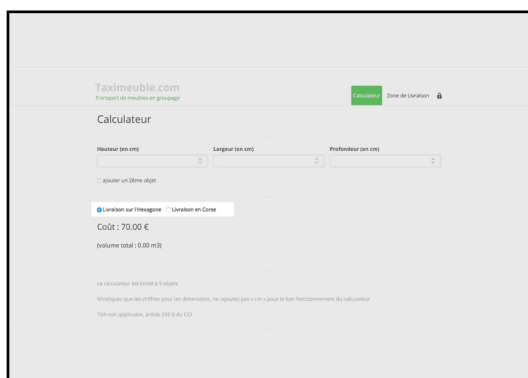 Taximeuble.com
Transport de meubles en groupage
Calculateur Zone de Livraison
Calculateur
Hauteur (en cm) Largeur (en cm) Profondeur (en cm)
ajouter un 2ème objet
Livraison sur l'Hexagone Livraison en Corse
Coût : 70.00 €
(volume total : 0.00 m3)
Le calculateur est limité à 5 objets
N'indiquez que les chiffres pour les dimensions, ne rajoutez pas « cm » pour le bon fonctionnement du calculateur
TVA non applicable, article 293 B du CGI